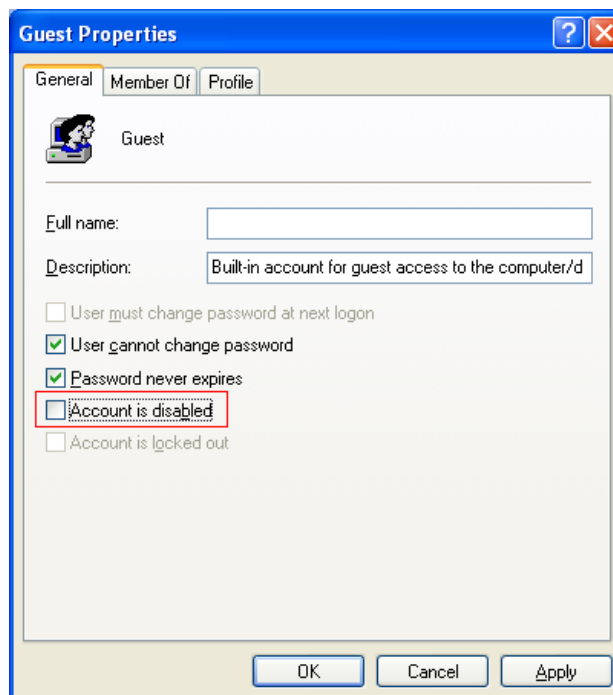 Guest Properties
General Member Of Profile
Guest
Full name:
Description: Built-in account for guest access to the computer/d
User must change password at next logon
User cannot change password
Password never expires
Account is disabled
Account is locked out
OK Cancel Apply